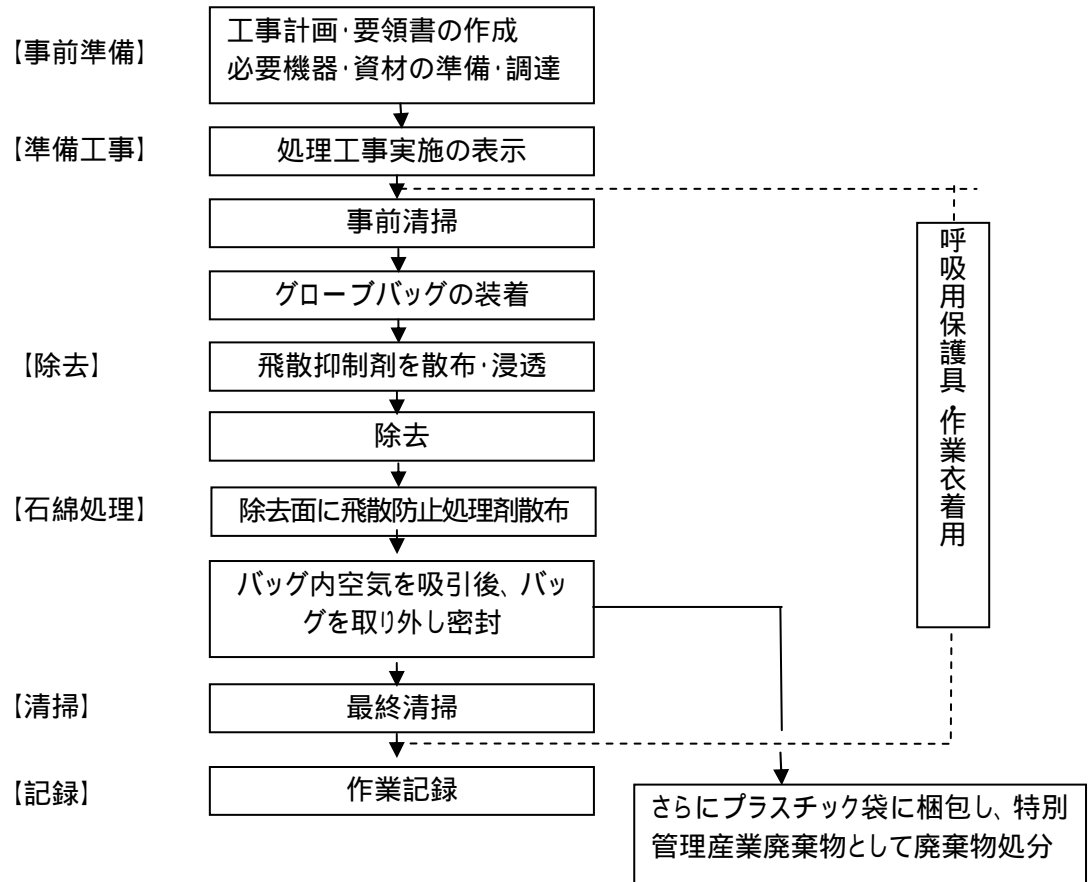 【事前準備】
工事計画・要領書の作成
必要機器・資材の準備・調達
【準備工事】
処理工事実施の表示
事前清掃
グローブバッグの装着
【除去】
飛散抑制剤を散布・浸透
除去
【石綿処理】
除去面に飛散防止処理剤散布
バッグ内空気を吸引後、バッ
グを取り外し密封
【清掃】
最終清掃
【記録】
作業記録
呼吸用保護具・作業衣着用
さらにプラスチック袋に梱包し、特別
管理産業廃棄物として廃棄物処分